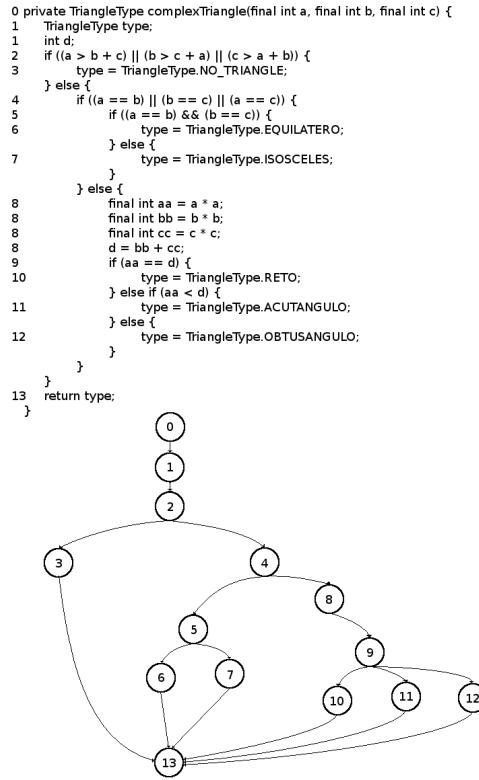 0 private TriangleType complexTriangle(final int a, final int b, final int c) {
1 TriangleType type;
1 int d;
2 if ((a > b + c) || (b > c + a) || (c > a + b)) {
3 type = TriangleType.NO_TRIANGLE;
} else {
4 if ((a == b) || (b == c) || (a == c)) {
5 if ((a == b) && (b == c)) {
6 type = TriangleType.EQUILATERO;
} else {
7 type = TriangleType.ISOSCELES;
}
} else {
8 final int aa = a * a;
8 final int bb = b * b;
8 final int cc = c * c;
8 d = bb + cc;
9 if (aa == d) {
10 type = TriangleType.RETO;
} else if (aa < d) {
11 type = TriangleType.ACUTANGULO;
} else {
12 type = TriangleType.OBTUSANGULO;
}
}
}
13 return type;
}
0
1
2
3
4
8
5
9
6
7
10
11
12
13